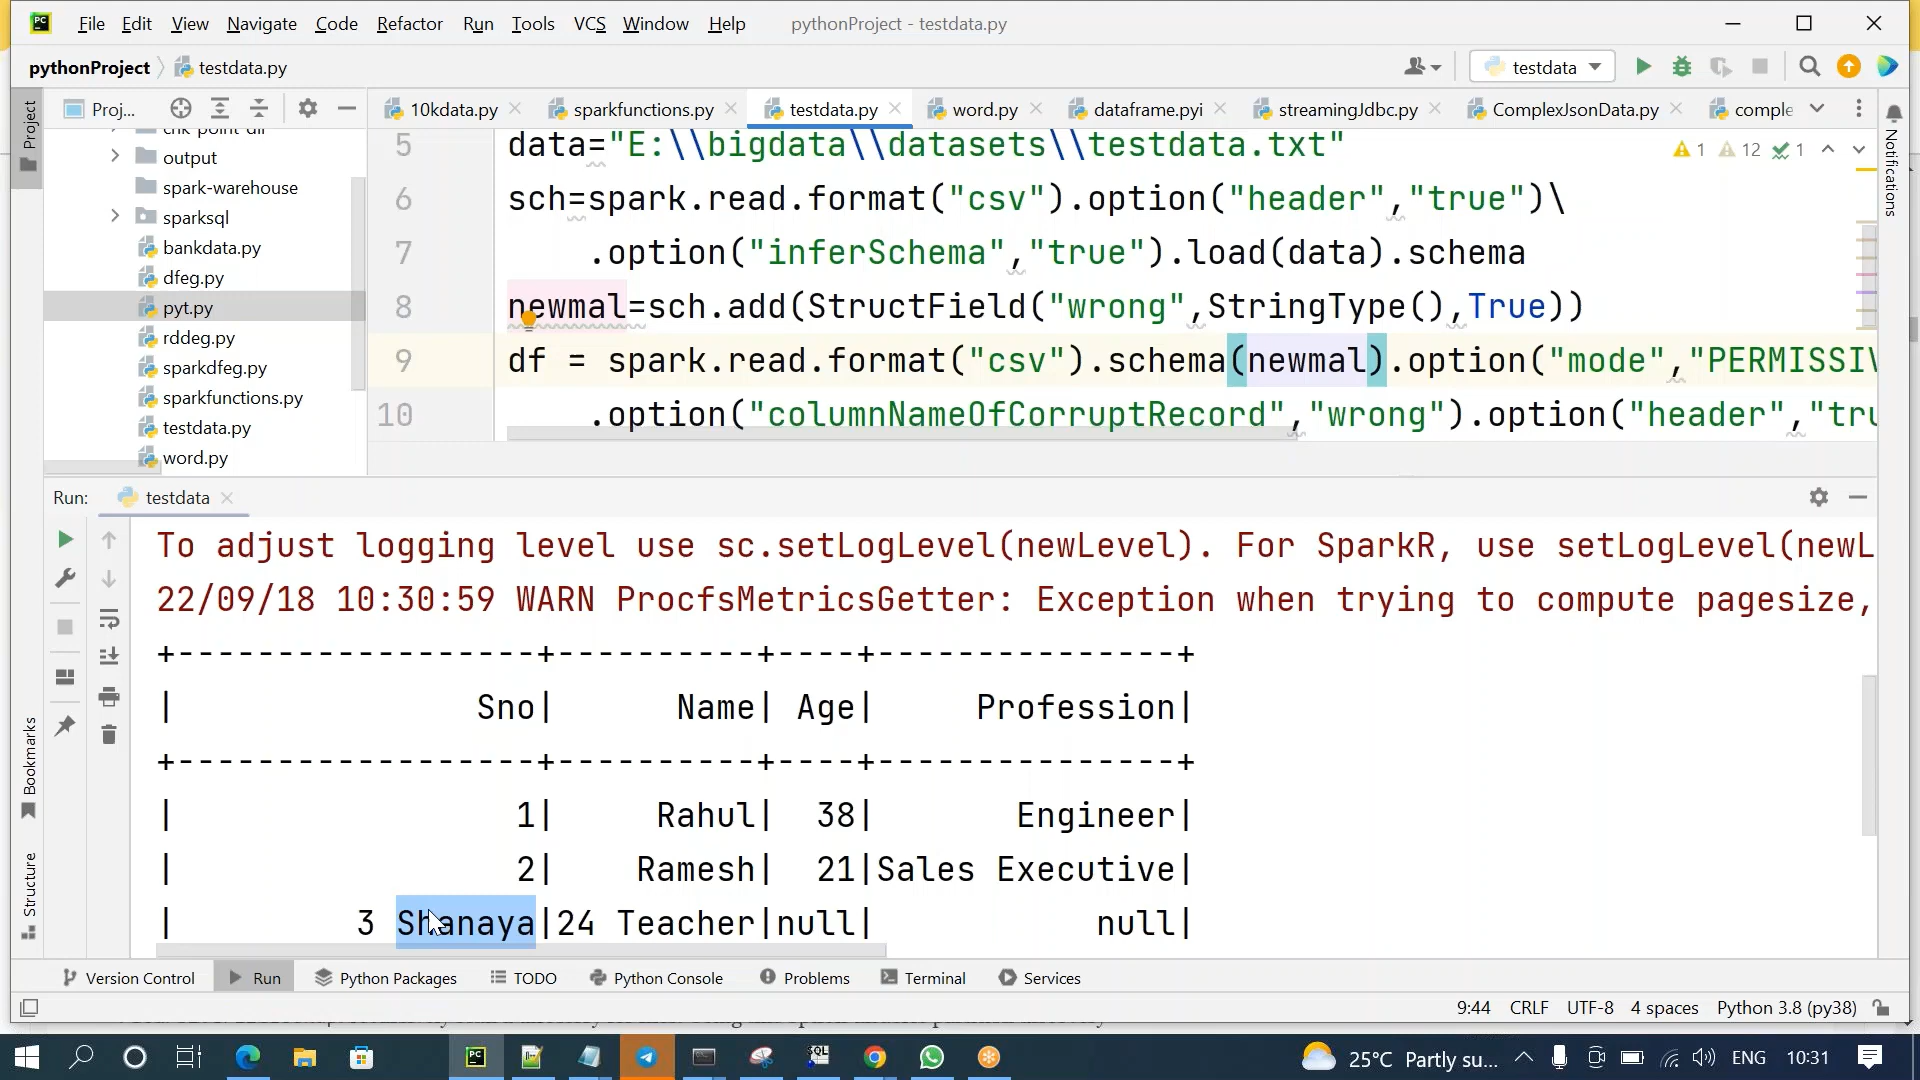 File Edit View Navigate Code Refactor Run Tools VCS Window Help pythonProject - testdata.py
pythonProject testdata.py testdata
Project Proj... 10kdata.py sparkfunctions.py testdata.py word.py dataframe.pyi streamingJdbc.py ComplexJsonData.py comple
output
spark-warehouse
sparksql
bankdata.py
dfeg.py
pyt.py
rddeg.py
sparkdfeg.py
sparkfunctions.py
testdata.py
word.py
5 data="E:\\bigdata\\datasets\\testdata.txt"
1 12 1
6 sch=spark.read.format("csv").option("header","true")\
7 .option("inferSchema","true").load(data).schema
8 newmal=sch.add(StructField("wrong",StringType(),True))
9 df = spark.read.format("csv").schema(newmal).option("mode","PERMISSIV
10 .option("columnNameOfCorruptRecord","wrong").option("header","tru
Notifications
Run: testdata
To adjust logging level use sc.setLogLevel(newLevel). For SparkR, use setLogLevel(newL
22/09/18 10:30:59 WARN ProcfsMetricsGetter: Exception when trying to compute pagesize,
+------------------+----------+----+---------------+
| Sno| Name| Age| Profession|
+------------------+----------+----+---------------+
| 1| Rahul| 38| Engineer|
| 2| Ramesh| 21|Sales Executive|
| 3 Shanaya|24 Teacher|null| null|
Bookmarks
Structure
Version Control Run Python Packages TODO Python Console Problems Terminal Services
9:44 CRLF UTF-8 4 spaces Python 3.8 (py38)
25°C Partly su... ENG 10:31